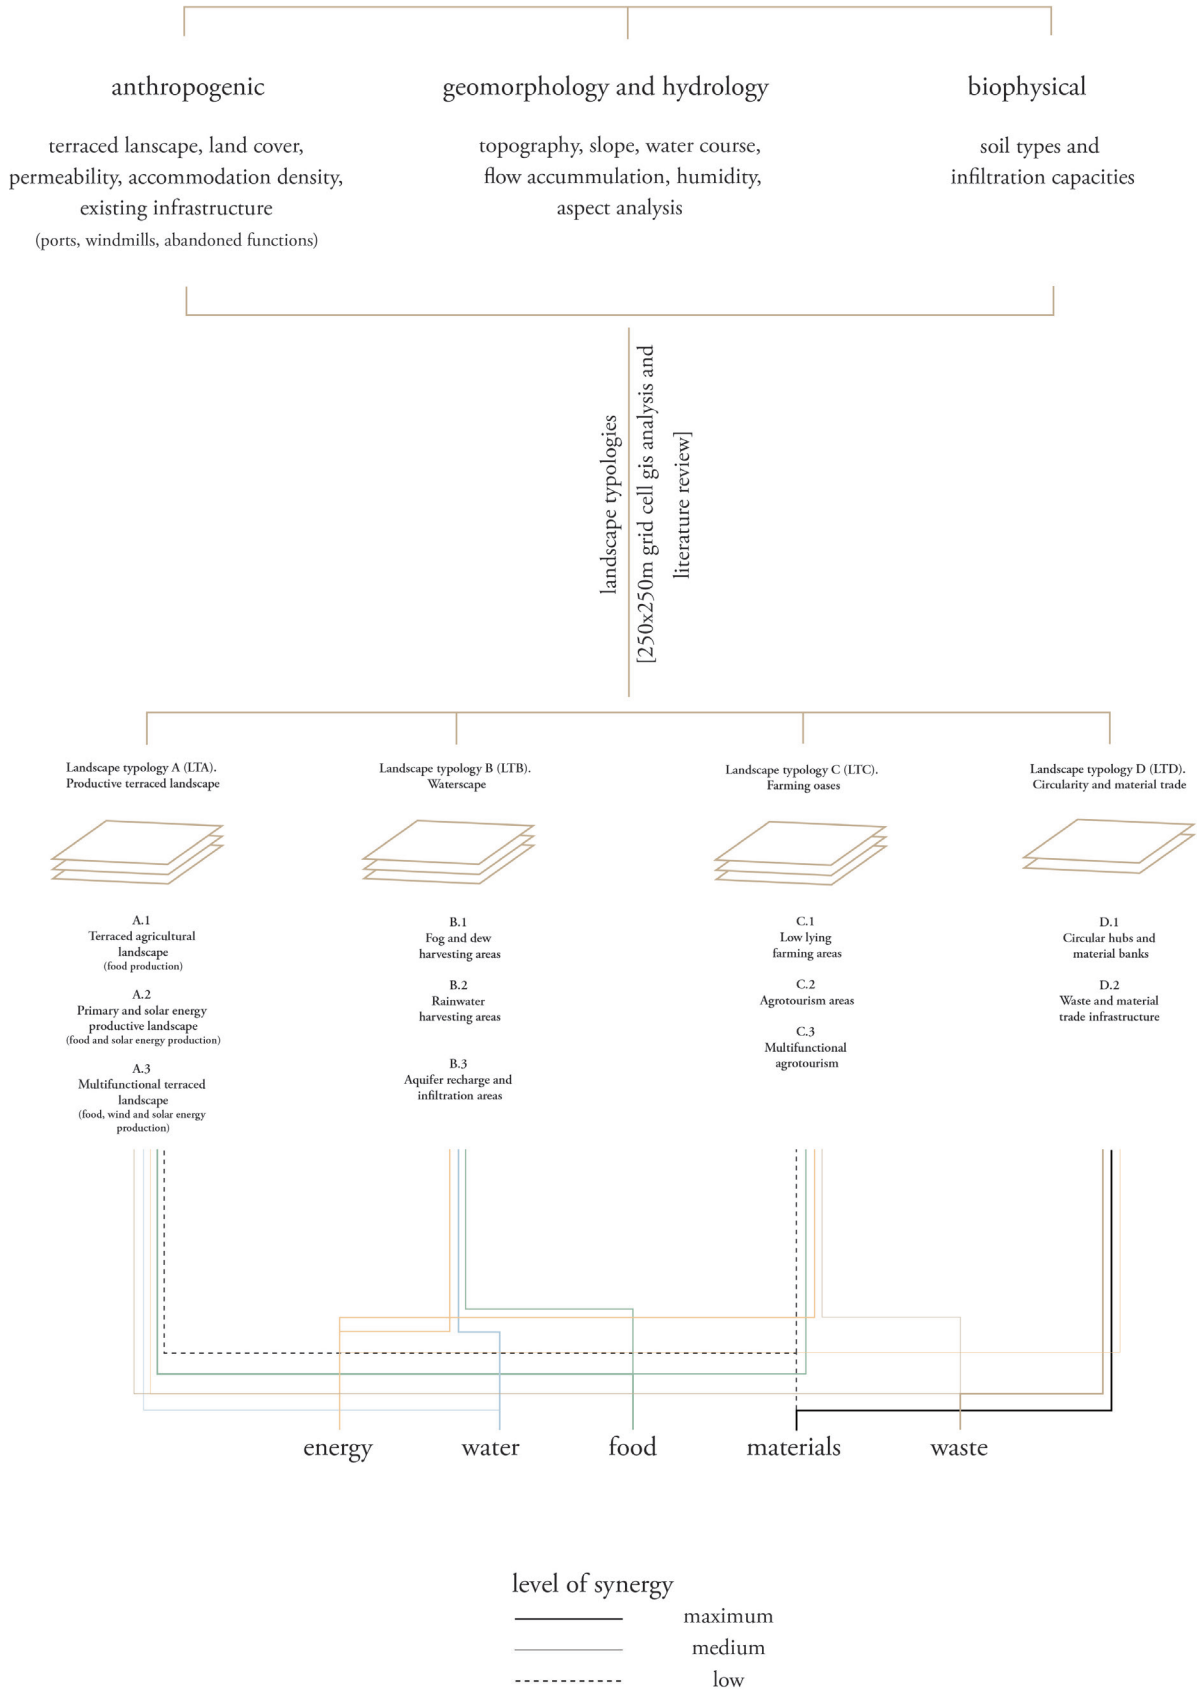 anthropogenic
terraced lanscape, land cover,
permeability, accommodation density,
existing infrastructure
(ports, windmills, abandoned functions)
geomorphology and hydrology
topography, slope, water course,
flow accummulation, humidity,
aspect analysis
biophysical
soil types and
infiltration capacities
landscape typologies
[250x250m grid cell gis analysis and
literature review]
Landscape typology A (LTA).
Productive terraced landscape
A.1
Terraced agricultural
landscape
(food production)
A.2
Primary and solar energy
productive landscape
(food and solar energy production)
A.3
Multifunctional terraced
landscape
(food, wind and solar energy
production)
Landscape typology B (LTB).
Waterscape
B.1
Fog and dew
harvesting areas
B.2
Rainwater
harvesting areas
B.3
Aquifer recharge and
infiltration areas
Landscape typology C (LTC).
Farming oases
C.1
Low lying
farming areas
C.2
Agrotourism areas
C.3
Multifunctional
agrotourism
Landscape typology D (LTD).
Circularity and material trade
D.1
Circular hubs and
material banks
D.2
Waste and material
trade infrastructure
energy
water
food
materials
waste
level of synergy
maximum
medium
low